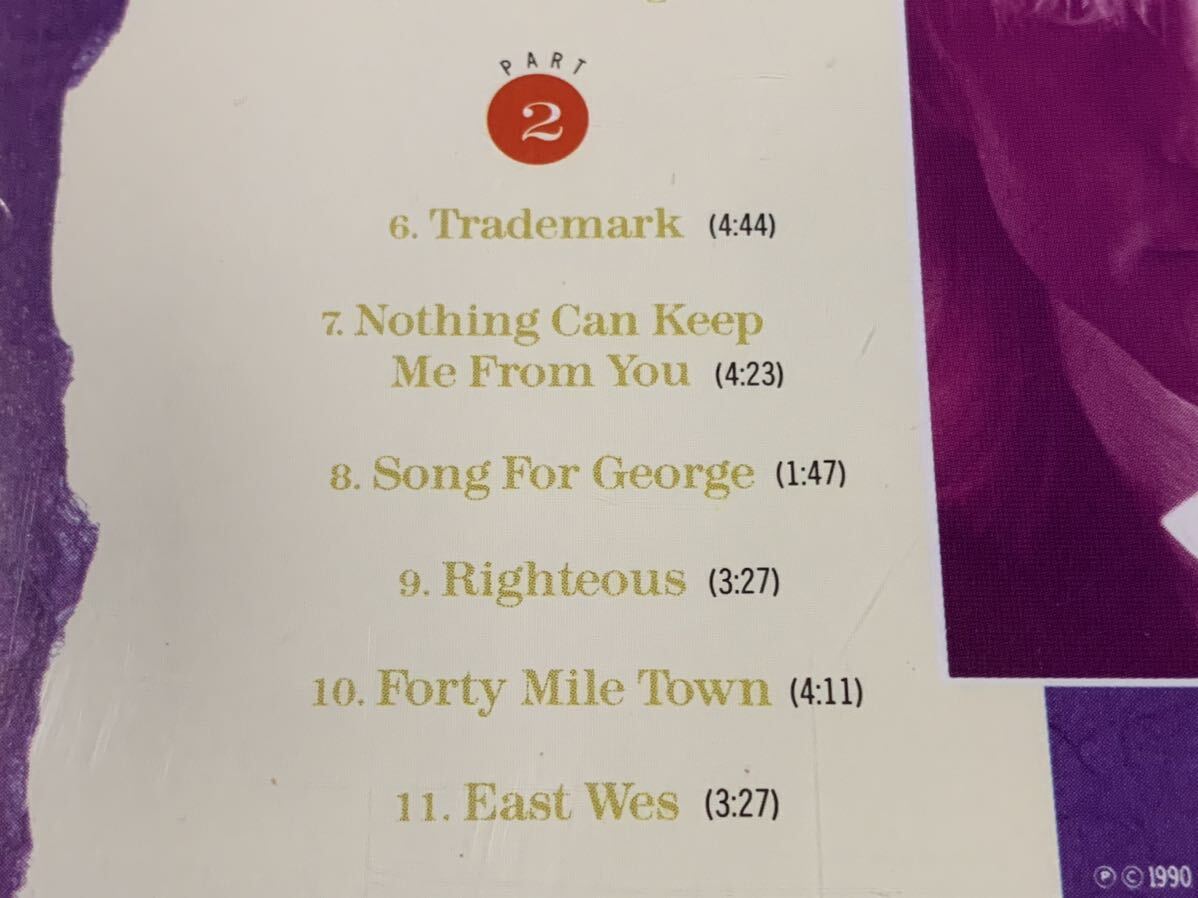 PART
2
6. Trademark (4:44)
7. Nothing Can Keep
Me From You (4:23)
8. Song For George (1:47)
9. Righteous (3:27)
10. Forty Mile Town (4:11)
11. East Wes (3:27)
℗ © 1990